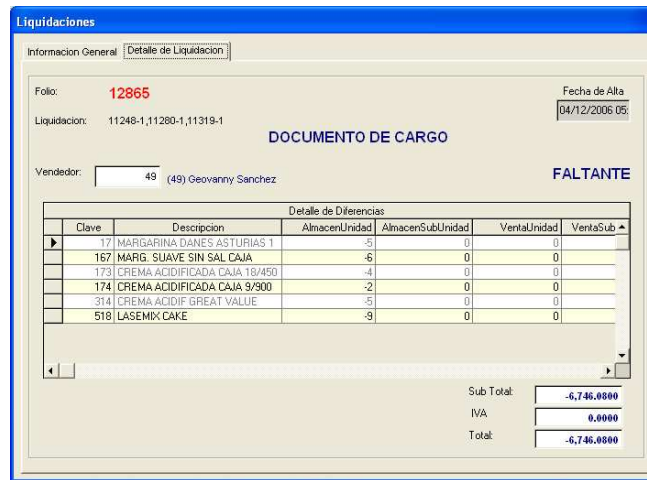 Liquidaciones
Informacion General Detalle de Liquidacion
Folio: 12865 Fecha de Alta
04/12/2006 05:
Liquidacion: 11248-1,11280-1,11319-1
DOCUMENTO DE CARGO
Vendedor: 49 (49) Geovanny Sanchez FALTANTE
Detalle de Diferencias
Clave Descripcion AlmacenUnidad AlmacenSubUnidad VentaUnidad VentaSub
17 MARGARINA DANES ASTURIAS 1 -5 0 0
167 MARG. SUAVE SIN SAL CAJA -6 0 0
173 CREMA ACIDIFICADA CAJA 18/450 -4 0 0
174 CREMA ACIDIFICADA CAJA 9/900 -2 0 0
314 CREMA ACIDIF GREAT VALUE -5 0 0
518 LASEMIX CAKE -9 0 0
Sub Total: -6,746.0800
IVA 0.0000
Total: -6,746.0800